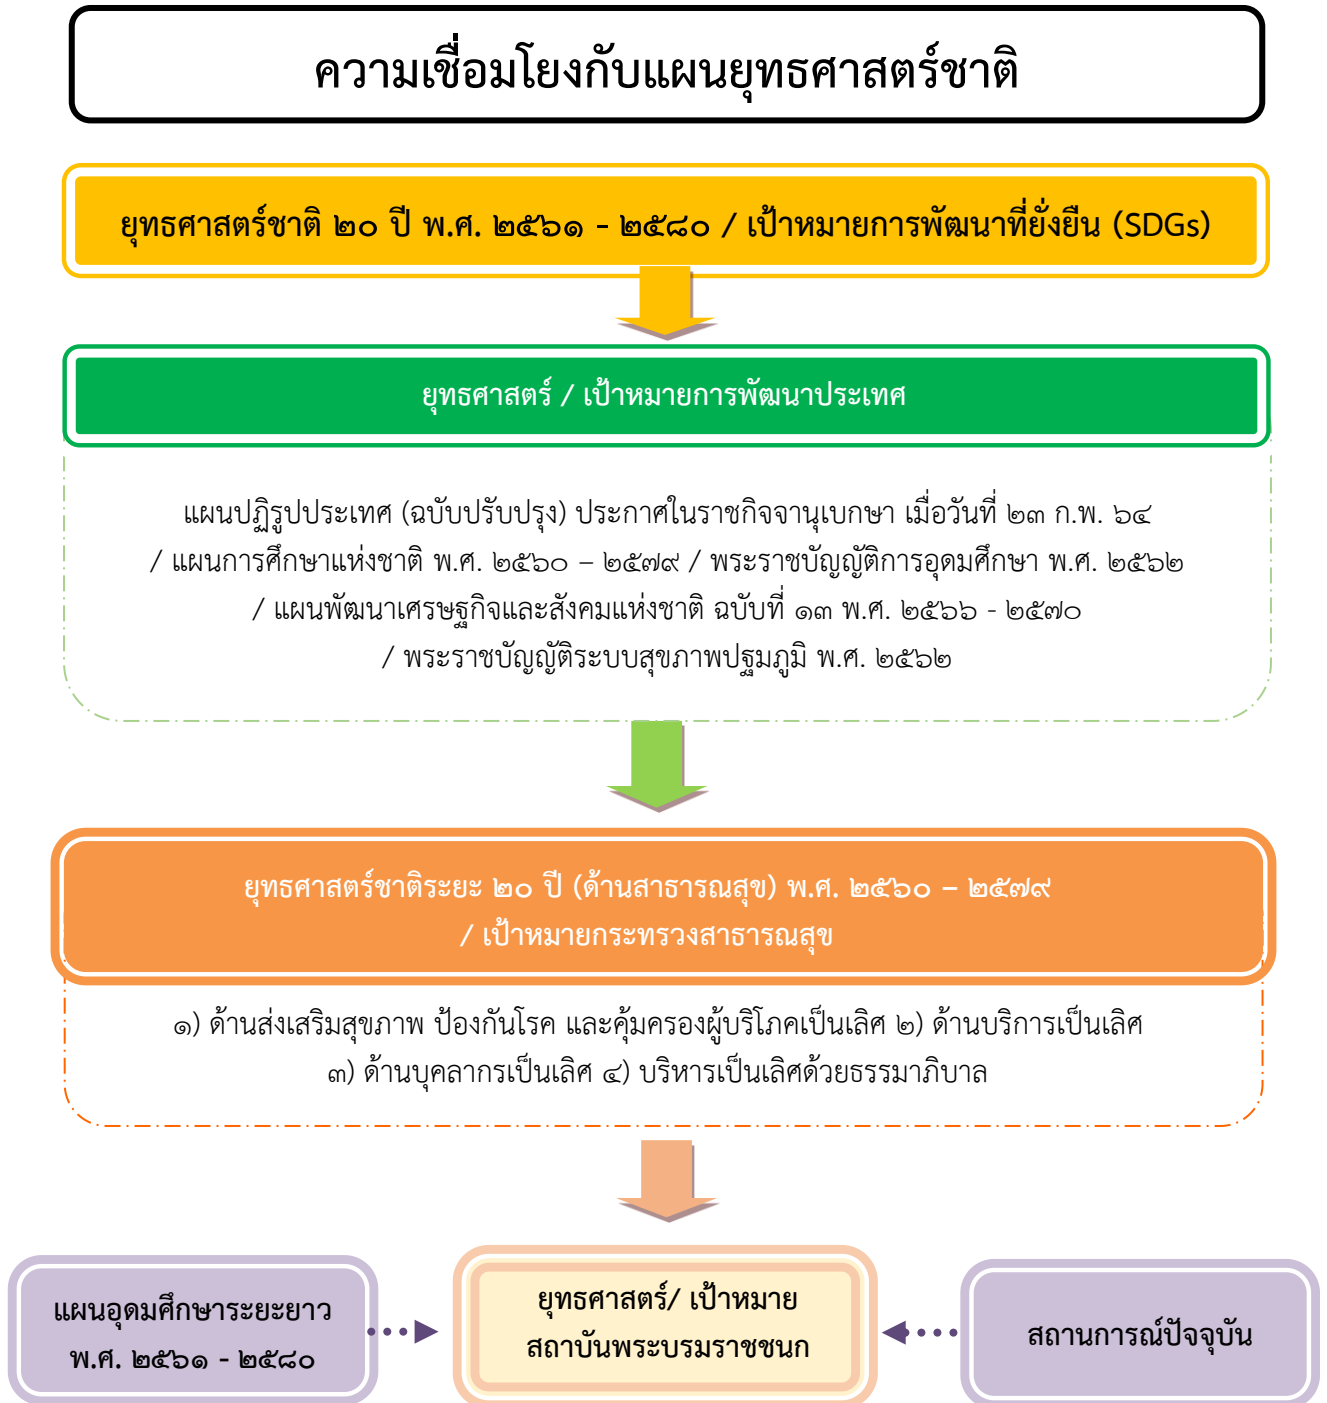 ความเชื่อมโยงกับแผนยุทธศาสตร์ชาติ
ยุทธศาสตร์ชาติ ๒๐ ปี พ.ศ. ๒๕๖๑ - ๒๕๘๐ / เป้าหมายการพัฒนาที่ยั่งยืน (SDGs)
ยุทธศาสตร์ / เป้าหมายการพัฒนาประเทศ
แผนปฏิรูปประเทศ (ฉบับปรับปรุง) ประกาศในราชกิจจานุเบกษา เมื่อวันที่ ๒๓ ก.พ. ๖๔
/ แผนการศึกษาแห่งชาติ พ.ศ. ๒๕๖๐ – ๒๕๗๙ / พระราชบัญญัติการอุดมศึกษา พ.ศ. ๒๕๖๒
/ แผนพัฒนาเศรษฐกิจและสังคมแห่งชาติ ฉบับที่ ๑๓ พ.ศ. ๒๕๖๖ - ๒๕๗๐
/ พระราชบัญญัติระบบสุขภาพปฐมภูมิ พ.ศ. ๒๕๖๒
ยุทธศาสตร์ชาติระยะ ๒๐ ปี (ด้านสาธารณสุข) พ.ศ. ๒๕๖๐ – ๒๕๗๙
/ เป้าหมายกระทรวงสาธารณสุข
๑) ด้านส่งเสริมสุขภาพ ป้องกันโรค และคุ้มครองผู้บริโภคเป็นเลิศ ๒) ด้านบริการเป็นเลิศ
๓) ด้านบุคลากรเป็นเลิศ ๔) บริหารเป็นเลิศด้วยธรรมาภิบาล
แผนอุดมศึกษาระยะยาว
พ.ศ. ๒๕๖๑ - ๒๕๘๐
ยุทธศาสตร์/ เป้าหมาย
สถาบันพระบรมราชชนก
สถานการณ์ปัจจุบัน